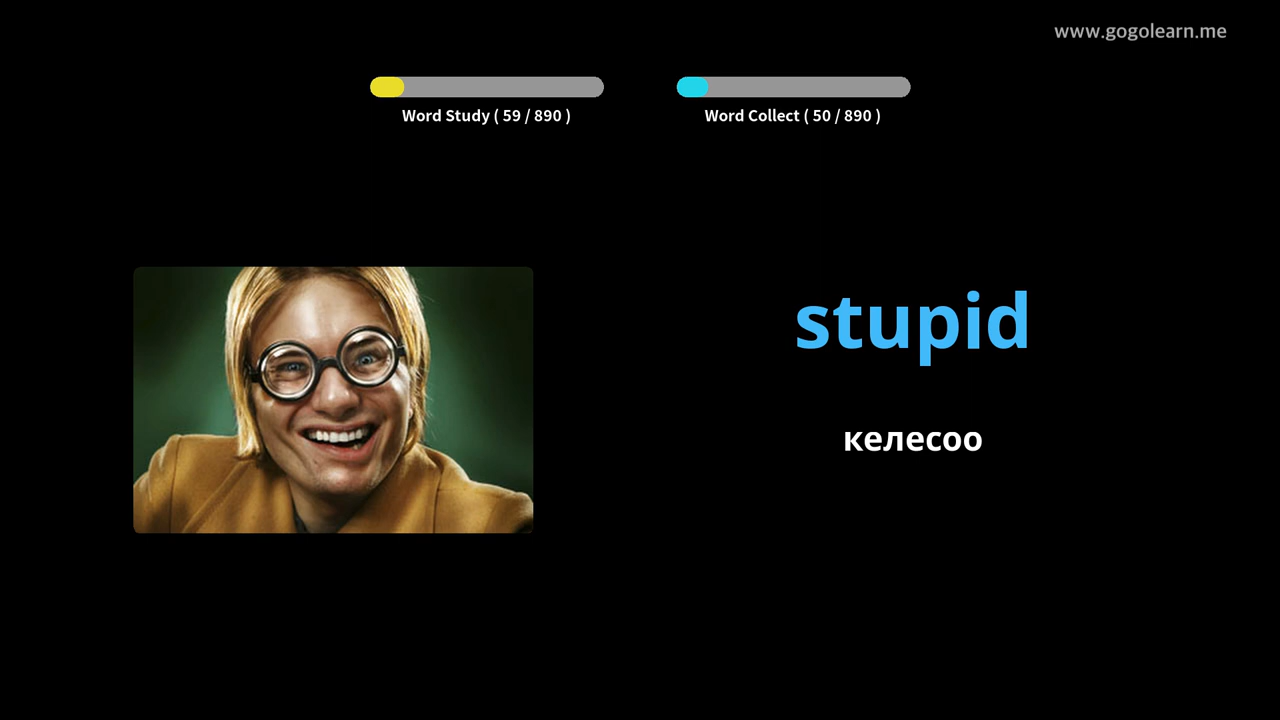 www.gogolearn.me
Word Study ( 59 / 890 )
Word Collect ( 50 / 890 )
stupid
келесоо